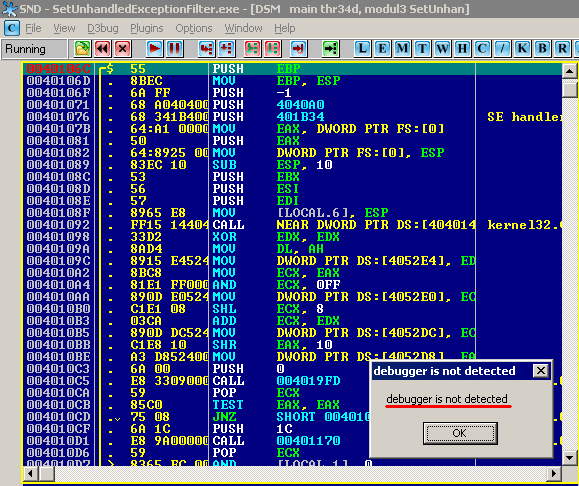 SND - SetUnhandledExceptionFilter.exe - [DSM main thr34d, modul3 SetUnhan]
C File View D3bug Plugins Options Window Help
Running L E M T W H C / K B R
0040106C $ 55 PUSH EBP
0040106D . 8BEC MOV EBP, ESP
0040106F . 6A FF PUSH -1
00401071 . 68 A0404000 PUSH 4040A0
00401076 . 68 341B400 PUSH 401B34 SE handler
0040107B . 64:A1 0000 MOV EAX, DWORD PTR FS:[0]
00401081 . 50 PUSH EAX
00401082 . 64:8925 00 MOV DWORD PTR FS:[0], ESP
00401089 . 83EC 10 SUB ESP, 10
0040108C . 53 PUSH EBX
0040108D . 56 PUSH ESI
0040108E . 57 PUSH EDI
0040108F . 8965 E8 MOV [LOCAL.6], ESP
00401092 . FF15 14404 CALL NEAR DWORD PTR DS:[404014 kernel32.
00401098 . 33D2 XOR EDX, EDX
0040109A . 8AD4 MOV DL, AH
0040109C . 8915 E4524 MOV DWORD PTR DS:[4052E4], ED
004010A2 . 8BC8 MOV ECX, EAX
004010A4 . 81E1 FF000 AND ECX, 0FF
004010AA . 890D E0524 MOV DWORD PTR DS:[4052E0], EC
004010B0 . C1E1 08 SHL ECX, 8
004010B3 . 03CA ADD ECX, EDX
004010B5 . 890D DC524 MOV DWORD PTR DS:[4052DC], EC
004010BB . C1E8 10 SHR EAX, 10
004010BE . A3 D852400 MOV DWORD PTR DS:[4052D8], EA
004010C3 . 6A 00 PUSH 0
004010C5 . E8 3309000 CALL 004019FD
004010CA . 59 POP ECX
004010CB . 85C0 TEST EAX, EAX
004010CD . 75 08 JNZ SHORT 004010
004010CF . 6A 1C PUSH 1C
004010D1 . E8 9A00000 CALL 00401170
004010D6 . 59 POP ECX
004010D7 > 8365 FC 00 AND [LOCAL.1], 0
debugger is not detected
debugger is not detected
OK